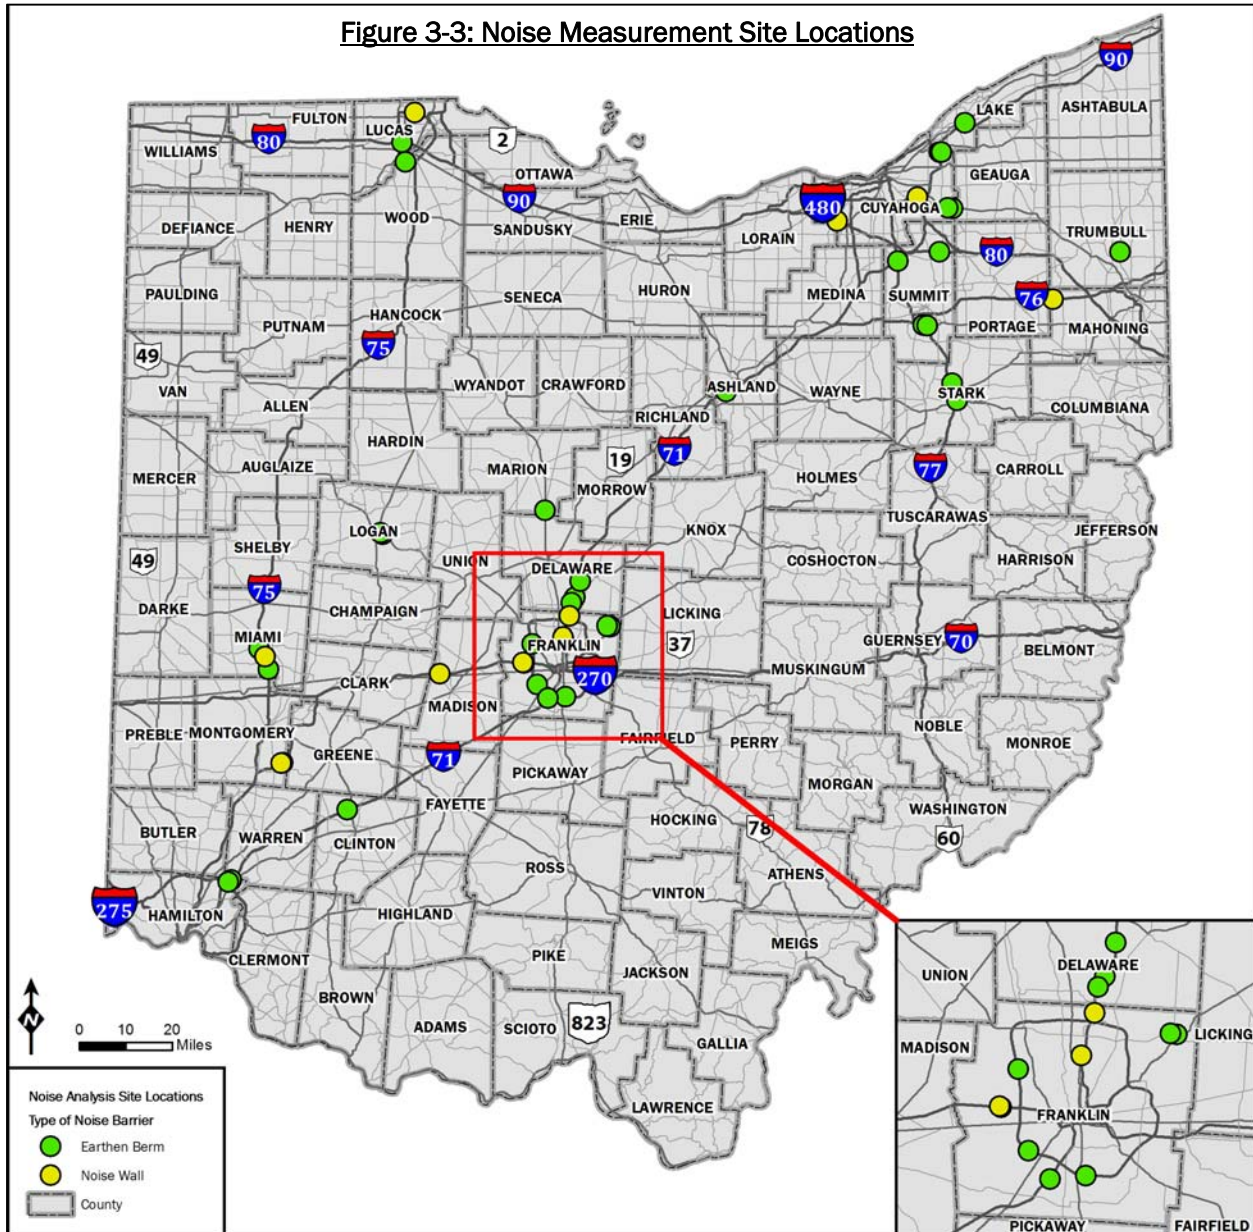 Figure 3-3: Noise Measurement Site Locations
90
LAKE
ASHTABULA
FULTON
LUCAS
80
2
WILLIAMS
OTTAWA
GEAUGA
90
480
CUYAHOGA
ERIE
WOOD
HENRY
DEFIANCE
SANDUSKY
LORAIN
TRUMBULL
80
HURON
MEDINA
SUMMIT
76
PAULDING
SENECA
HANCOCK
PUTNAM
PORTAGE
MAHONING
75
49
WYANDOT
CRAWFORD
ASHLAND
WAYNE
STARK
VAN
ALLEN
RICHLAND
COLUMBIANA
HARDIN
71
19
MARION
AUGLAIZE
MERCER
MORROW
HOLMES
77
CARROLL
TUSCARAWAS
JEFFERSON
LOGAN
KNOX
SHELBY
UNION
COSHOCTON
HARRISON
49
DELAWARE
75
DARKE
CHAMPAIGN
LICKING
MIAMI
FRANKLIN
37
GUERNSEY
70
BELMONT
MUSKINGUM
270
CLARK
MADISON
NOBLE
PREBLE
MONTGOMERY
GREENE
FAIRFIELD
PERRY
MONROE
71
PICKAWAY
MORGAN
FAYETTE
WASHINGTON
HOCKING
78
60
BUTLER
WARREN
CLINTON
ROSS
ATHENS
VINTON
275
HAMILTON
HIGHLAND
MEIGS
CLERMONT
PIKE
JACKSON
BROWN
ADAMS
SCIOTO
823
GALLIA
LAWRENCE
N
0 10 20
Miles
Noise Analysis Site Locations
Type of Noise Barrier
Earthen Berm
Noise Wall
County
UNION
DELAWARE
MADISON
LICKING
FRANKLIN
PICKAWAY
FAIRFIELD